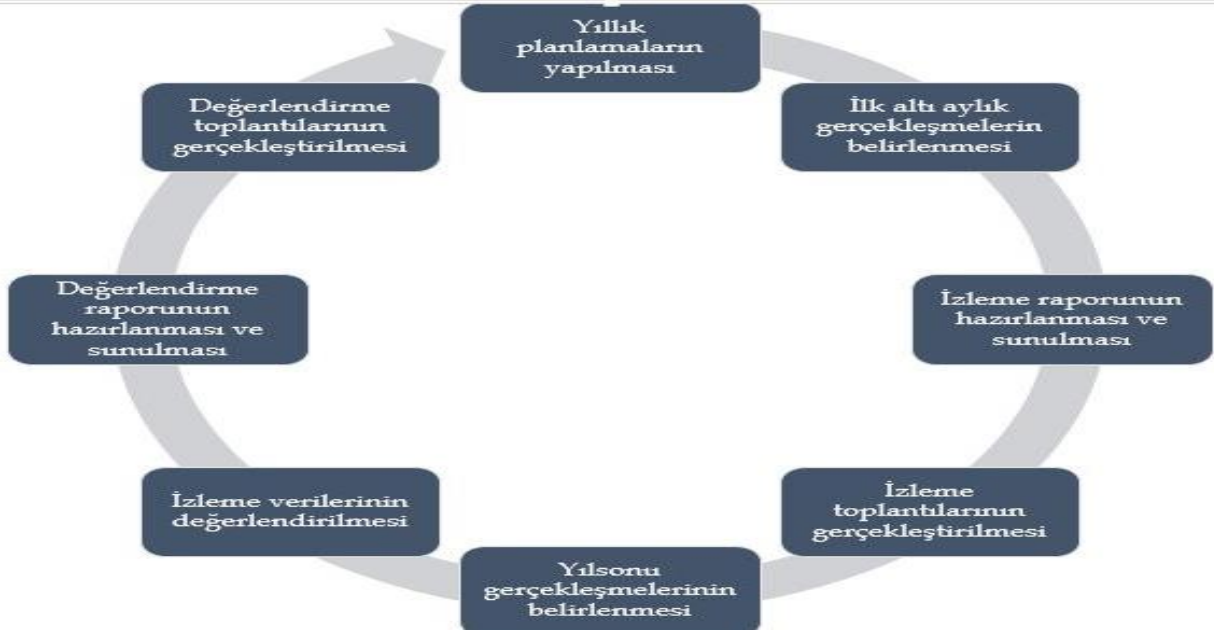 Yıllık
planlamaların
yapılması
İlk altı aylık
gerçekleşmelerin
belirlenmesi
İzleme raporunun
hazırlanması ve
sunulması
İzleme
toplantılarının
gerçekleştirilmesi
Yılsonu
gerçekleşmelerinin
belirlenmesi
İzleme verilerinin
değerlendirilmesi
Değerlendirme
raporunun
hazırlanması ve
sunulması
Değerlendirme
toplantılarının
gerçekleştirilmesi